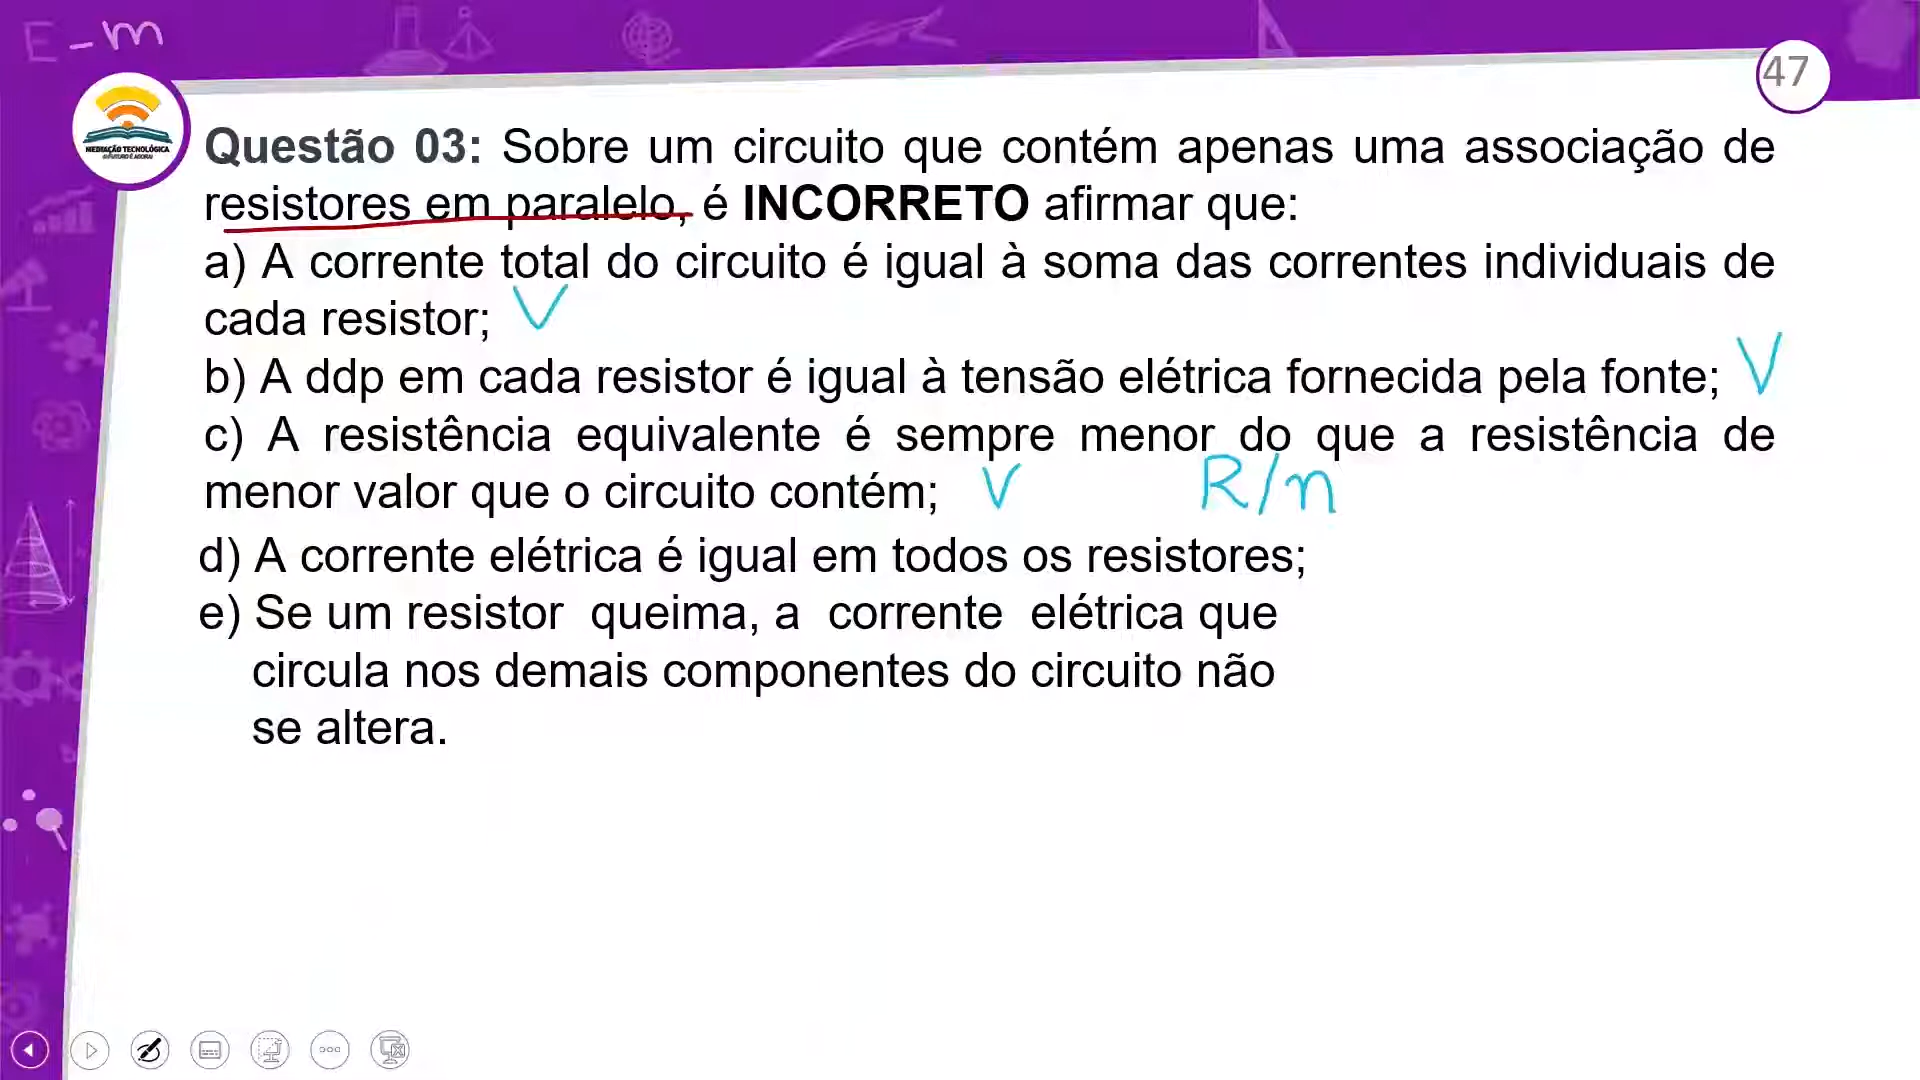 E - m
47
MEDIAÇÃO TECNOLÓGICA
Questão 03: Sobre um circuito que contém apenas uma associação de
resistores em paralelo, é INCORRETO afirmar que:
a) A corrente total do circuito é igual à soma das correntes individuais de
cada resistor; V
b) A ddp em cada resistor é igual à tensão elétrica fornecida pela fonte; V
c) A resistência equivalente é sempre menor do que a resistência de
menor valor que o circuito contém; V R/n
d) A corrente elétrica é igual em todos os resistores;
e) Se um resistor queima, a corrente elétrica que
circula nos demais componentes do circuito não
se altera.